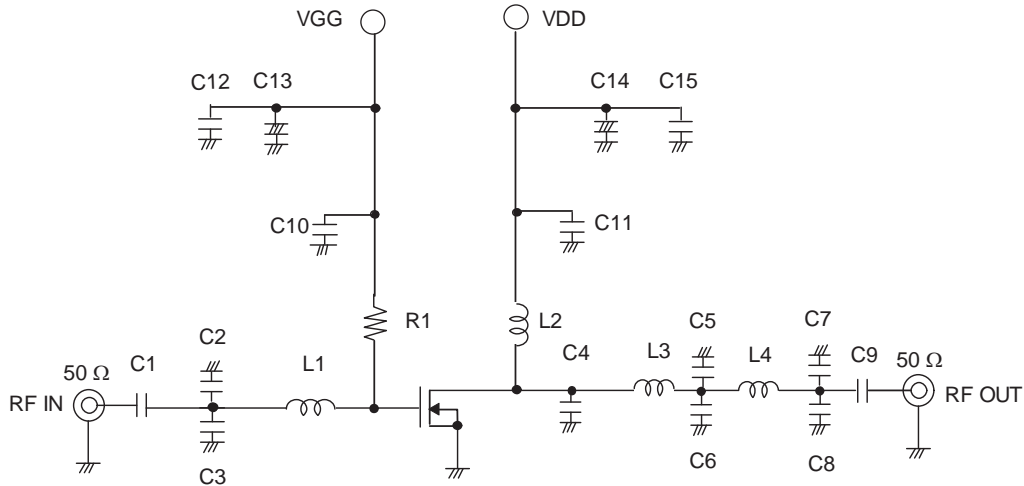 VGG
VDD
C12
C13
C14
C15
C10
C11
R1
L2
C2
C5
C7
50 Ω
C1
L1
C4
L3
L4
C9
50 Ω
RF IN
RF OUT
C3
C6
C8